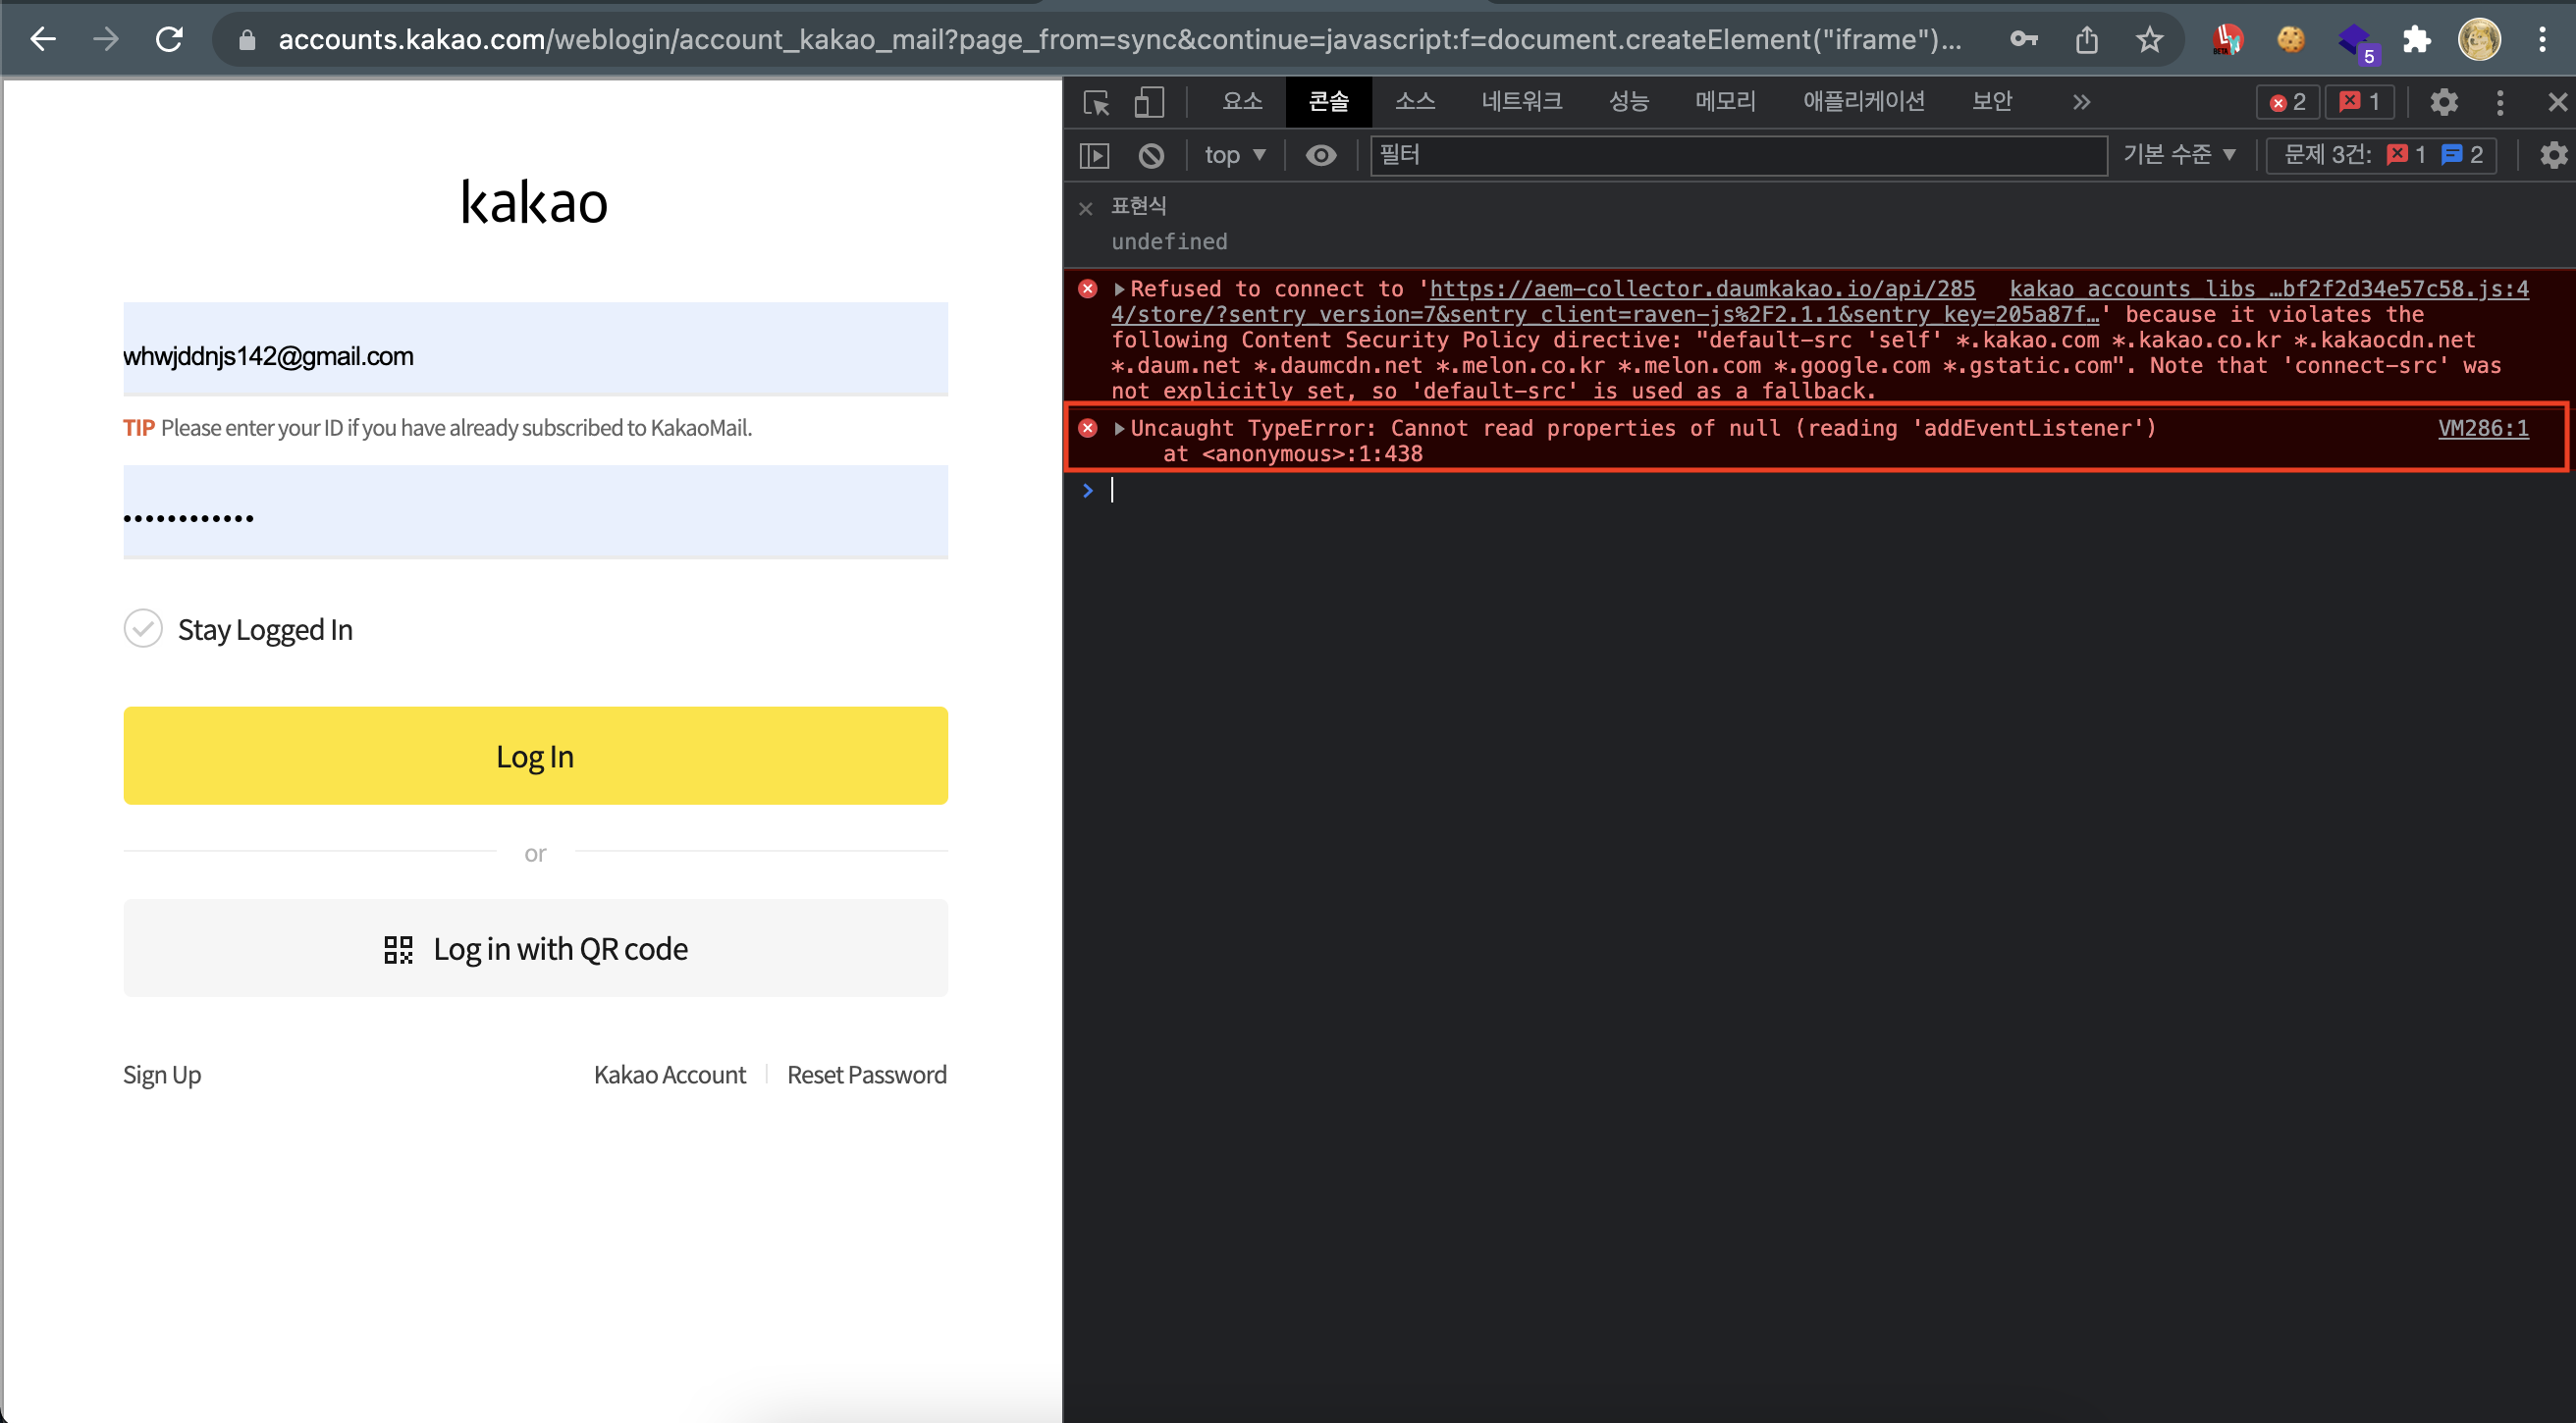 accounts.kakao.com/weblogin/account_kakao_mail?page_from=sync&continue=javascript:f=document.createElement("iframe")...
BETA
5
kakao
whwjddnjs142@gmail.com
TIP Please enter your ID if you have already subscribed to KakaoMail.
••••••••••••
Stay Logged In
Log In
or
Log in with QR code
Sign Up
Kakao Account
Reset Password
요소 콘솔 소스 네트워크 성능 메모리 애플리케이션 보안 » 2 1
top ▼ 필터 기본 수준 ▼ 문제 3건: 1 2
표현식
undefined
Refused to connect to 'https://aem-collector.daumkakao.io/api/285 kakao_accounts_libs_…bf2f2d34e57c58.js:4
4/store/?sentry_version=7&sentry_client=raven-js%2F2.1.1&sentry_key=205a87f…' because it violates the
following Content Security Policy directive: "default-src 'self' *.kakao.com *.kakao.co.kr *.kakaocdn.net
*.daum.net *.daumcdn.net *.melon.co.kr *.melon.com *.google.com *.gstatic.com". Note that 'connect-src' was
not explicitly set, so 'default-src' is used as a fallback.
Uncaught TypeError: Cannot read properties of null (reading 'addEventListener') VM286:1
at <anonymous>:1:438